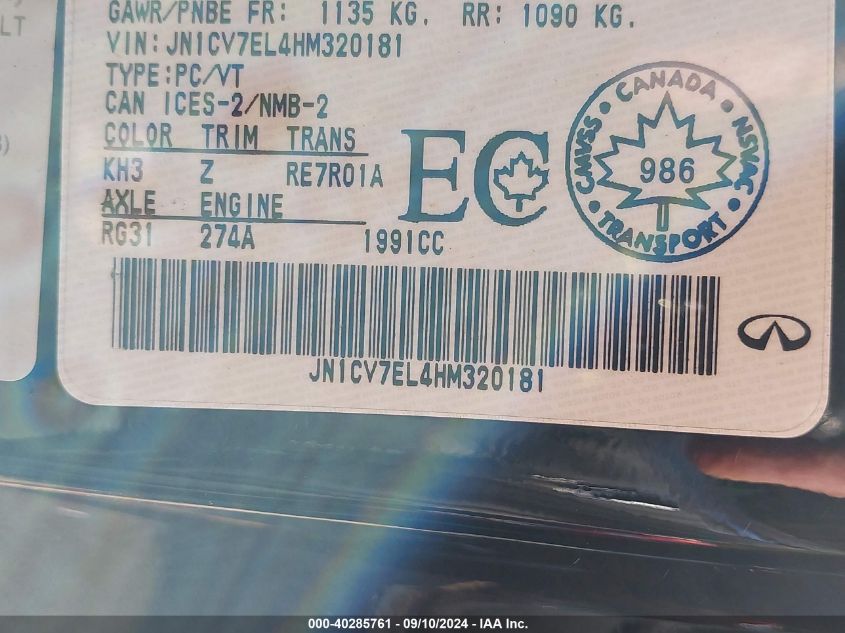 GAWR/PNBE FR: 1135 KG. RR: 1090 KG.
LT
VIN: JN1CV7EL4HM320181
TYPE: PC/VT
CAN ICES-2/NMB-2
COLOR TRIM TRANS
KH3 Z RE7R01A
AXLE ENGINE
RG31 274A 1991CC
EC
CANADA
CMVSS
NSVAC
986
TRANSPORT
JN1CV7EL4HM320181
000-40285761 - 09/10/2024 - IAA Inc.